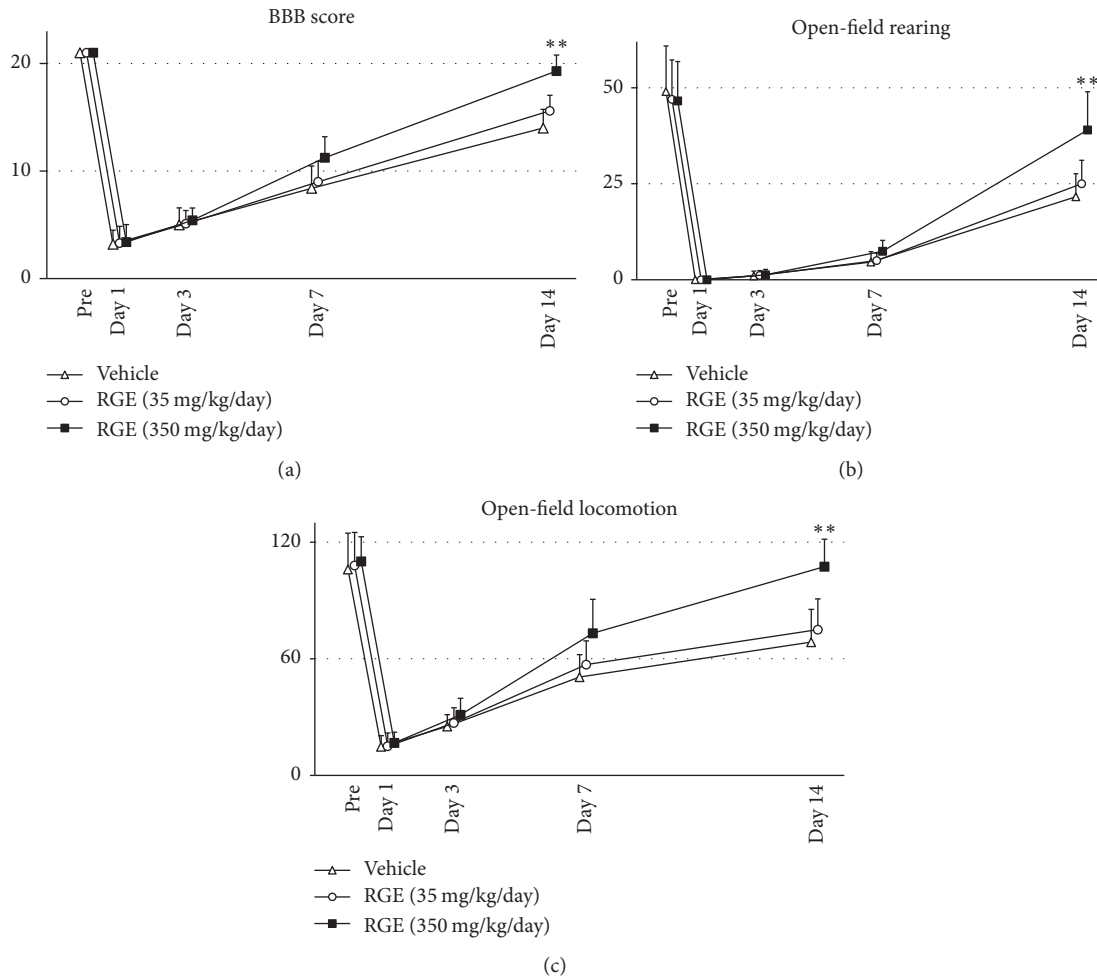 BBB score
**
20
10
0
Pre
Day 1
Day 3
Day 7
Day 14
Vehicle
RGE (35 mg/kg/day)
RGE (350 mg/kg/day)
(a)
Open-field rearing
**
50
25
0
Pre
Day 1
Day 3
Day 7
Day 14
Vehicle
RGE (35 mg/kg/day)
RGE (350 mg/kg/day)
(b)
Open-field locomotion
**
120
60
0
Pre
Day 1
Day 3
Day 7
Day 14
Vehicle
RGE (35 mg/kg/day)
RGE (350 mg/kg/day)
(c)